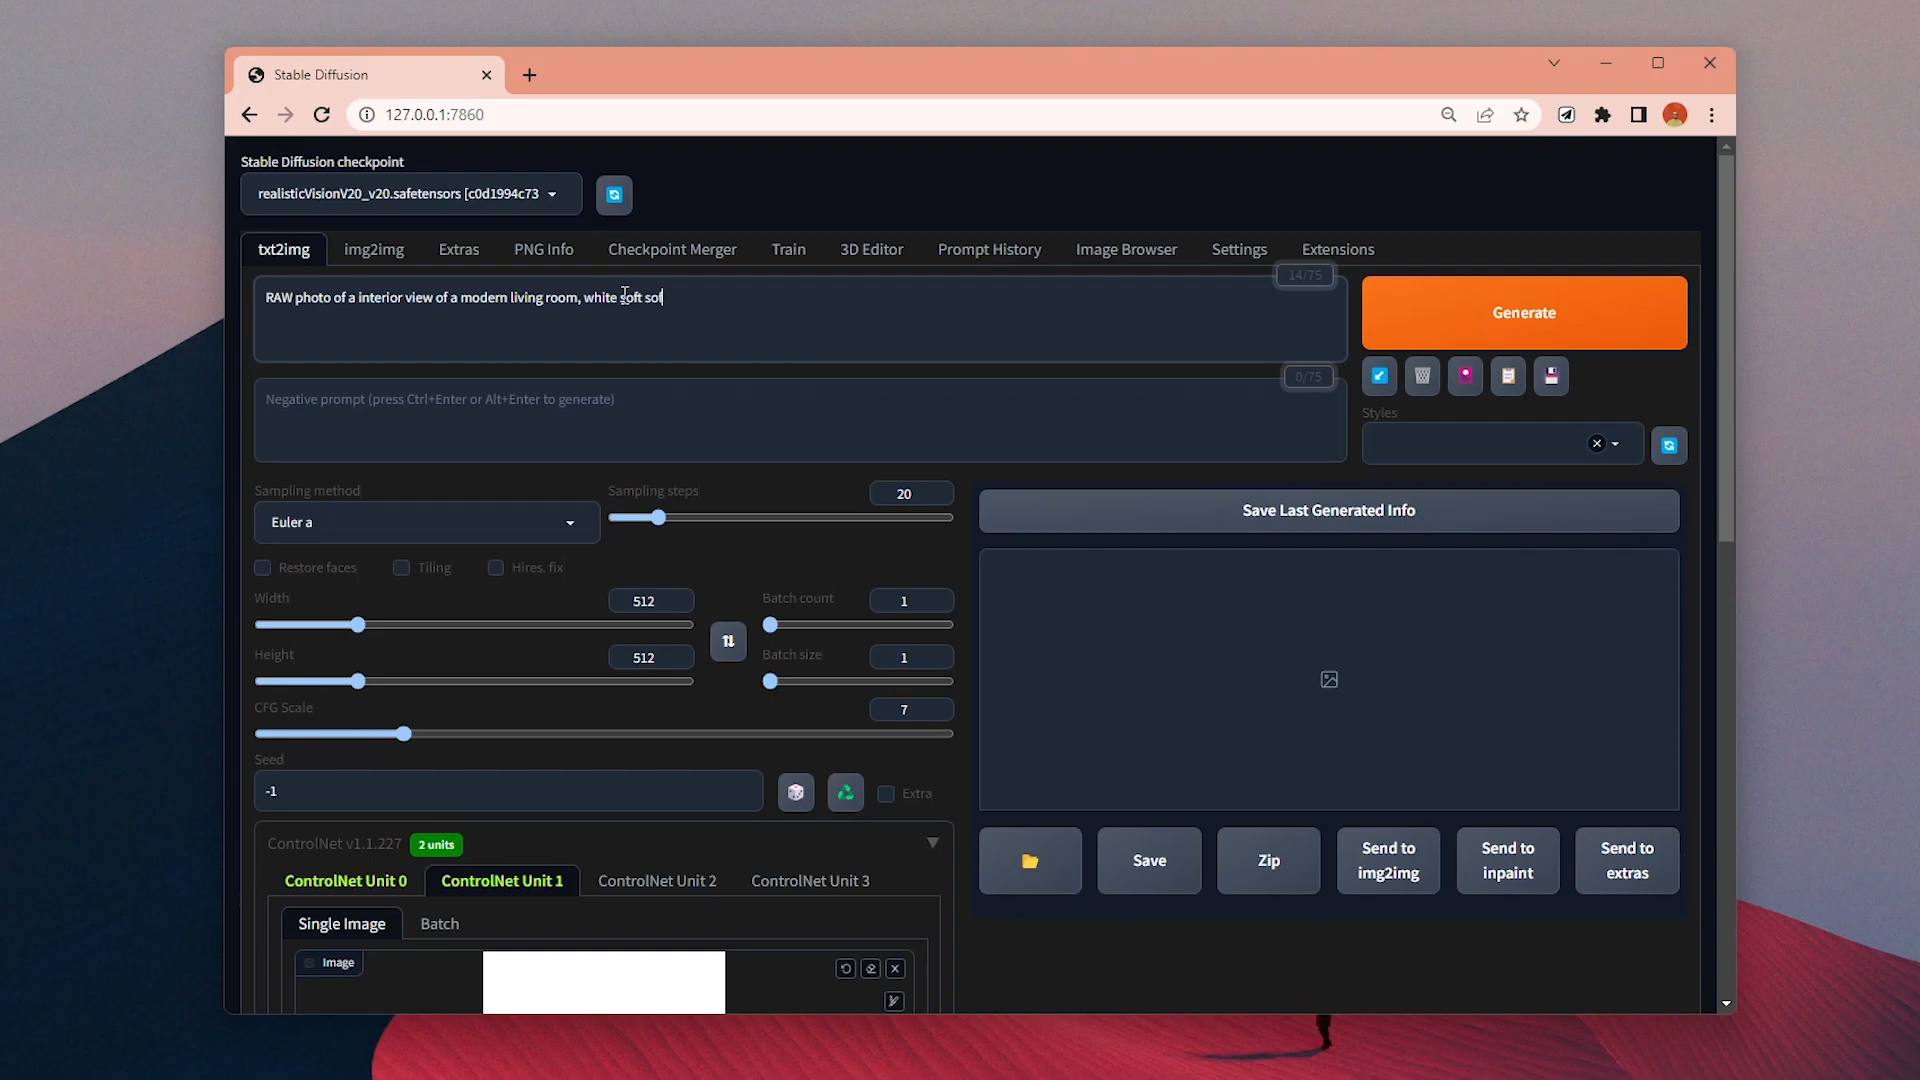 Stable Diffusion
127.0.0.1:7860
Stable Diffusion checkpoint
realisticVisionV20_v20.safetensors [c0d1994c73
txt2img img2img Extras PNG Info Checkpoint Merger Train 3D Editor Prompt History Image Browser Settings Extensions
14/75
RAW photo of a interior view of a modern living room, white soft sof
Generate
0/75
Negative prompt (press Ctrl+Enter or Alt+Enter to generate)
Styles
Sampling method
Euler a
Sampling steps
20
Save Last Generated Info
Restore faces Tiling Hires. fix
Width
512
Batch count
1
Height
512
Batch size
1
CFG Scale
7
Seed
-1
Extra
ControlNet v1.1.227 2 units
ControlNet Unit 0 ControlNet Unit 1 ControlNet Unit 2 ControlNet Unit 3
Single Image Batch
Image
Save
Zip
Send to
img2img
Send to
inpaint
Send to
extras